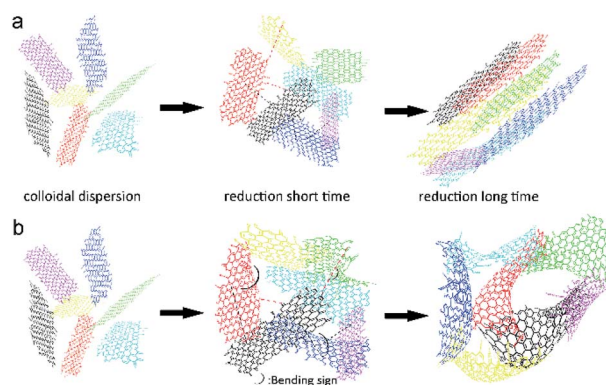 a
colloidal dispersion
reduction short time
reduction long time
b
:Bending sign